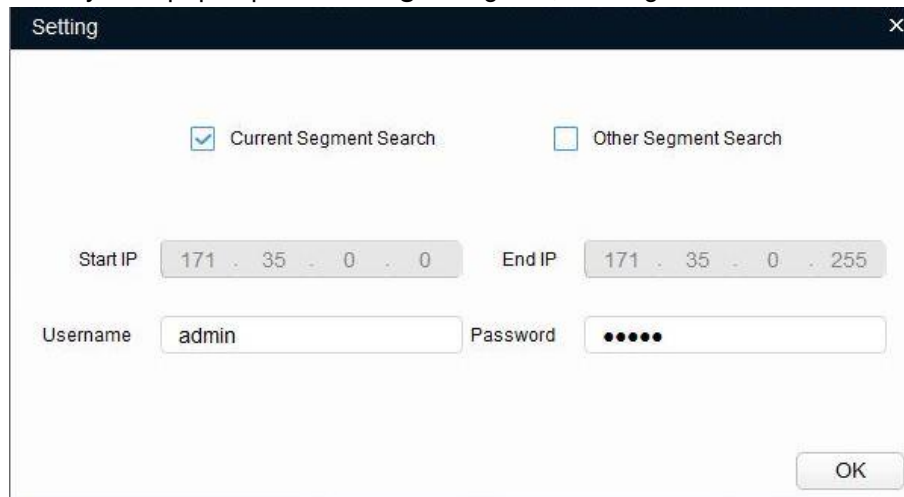 Setting
Current Segment Search Other Segment Search
Start IP 171 . 35 . 0 . 0 End IP 171 . 35 . 0 . 255
Username admin Password •••••
OK